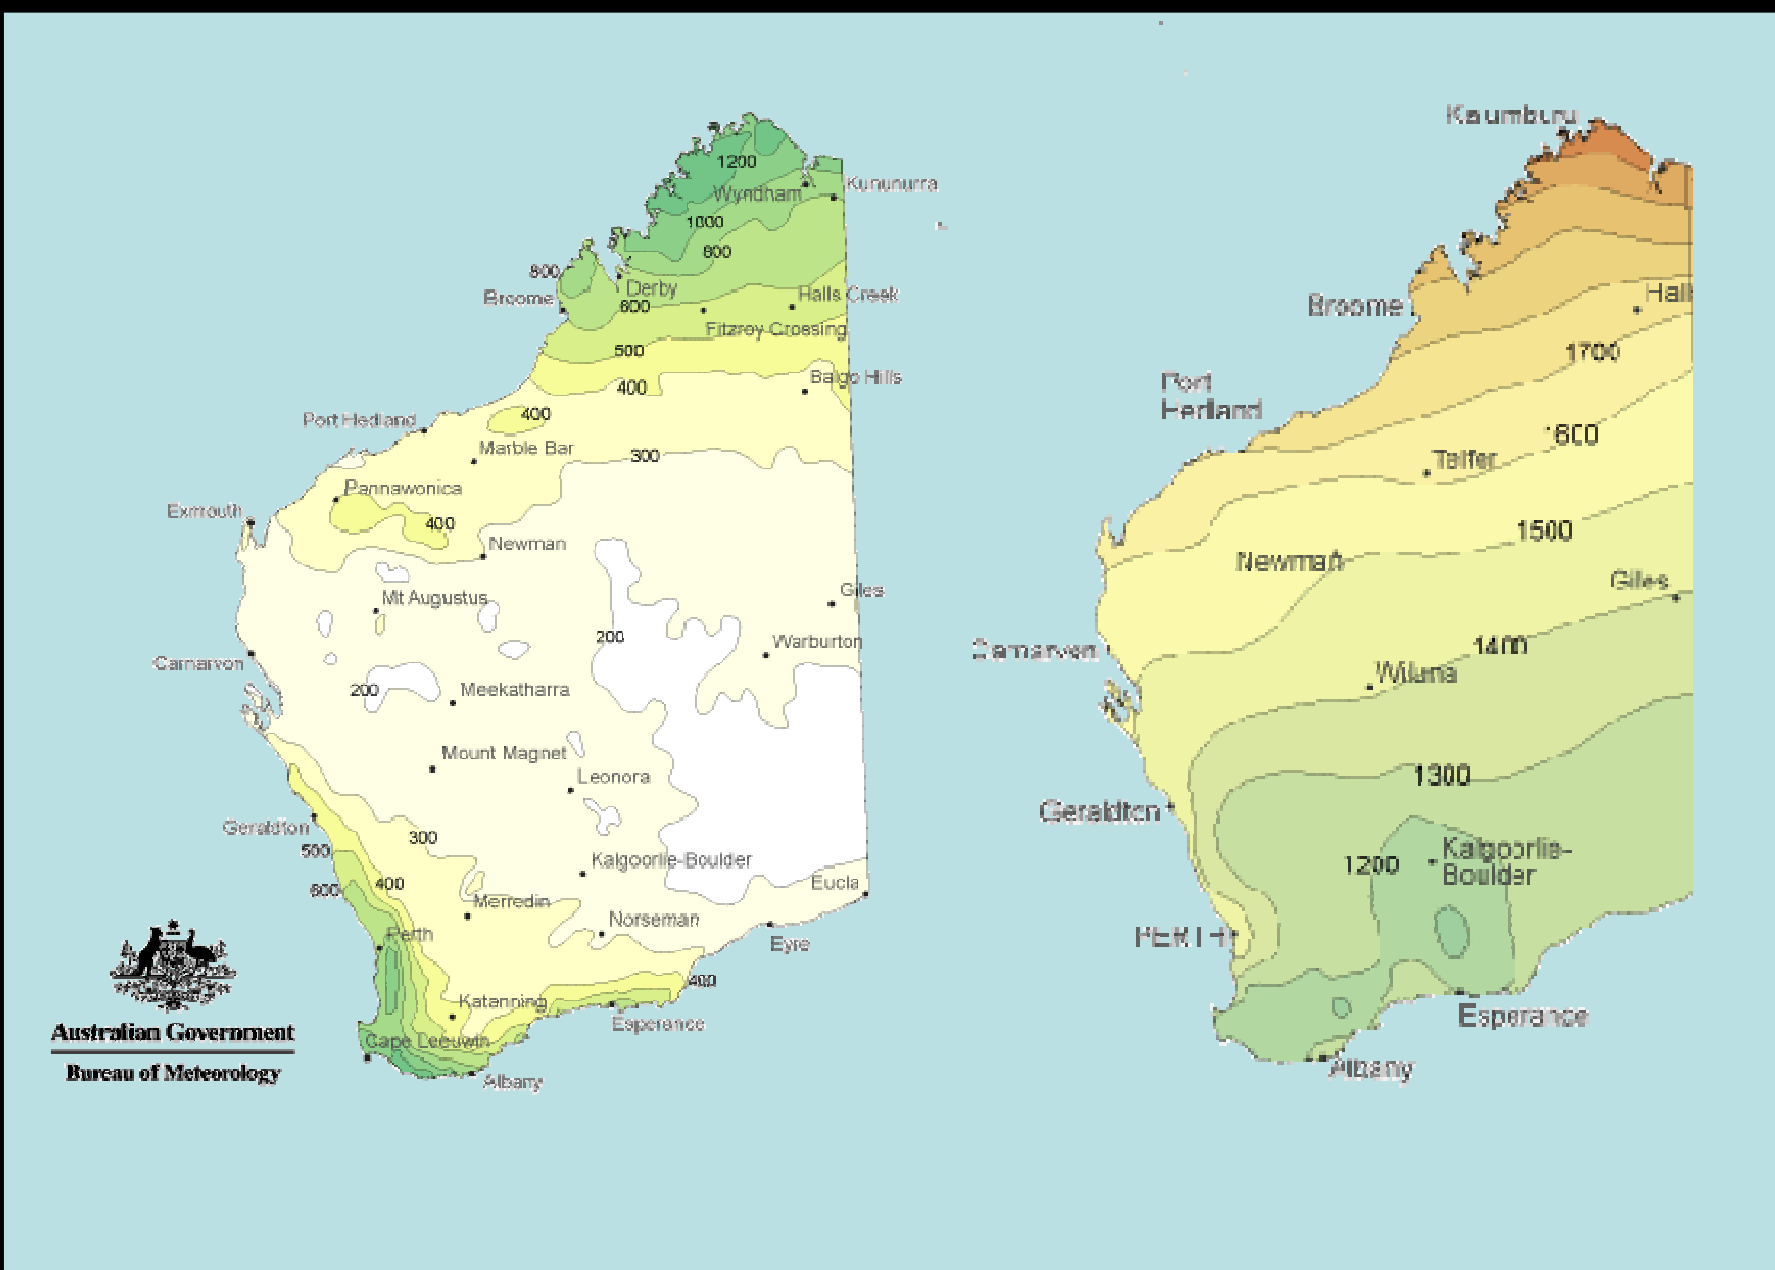 1200
Wyndham
Kununurra
1000
800
800
Derby
Broome
600
Halls Creek
Fitzroy Crossing
500
Balgo Hills
400
400
Port Hedland
Marble Bar
300
Pannawonica
Exmouth
400
Newman
Mt Augustus
Giles
200
Warburton
Carnarvon
200
Meekatharra
Mount Magnet
Leonora
Geraldton
300
500
Kalgoorlie-Boulder
400
Eucla
600
Merredin
Norseman
Perth
Eyre
400
Katanning
Esperance
Cape Leeuwin
Albany
Australian Government
Bureau of Meteorology
Kalumburu
Broome
Hall
1700
Port
Hedland
1600
Telfer
1500
Newman
Giles
Carnarvon
1400
Wiluna
1300
Geraldton
1200
Kalgoorlie-
Boulder
PERTH
Esperance
Albany